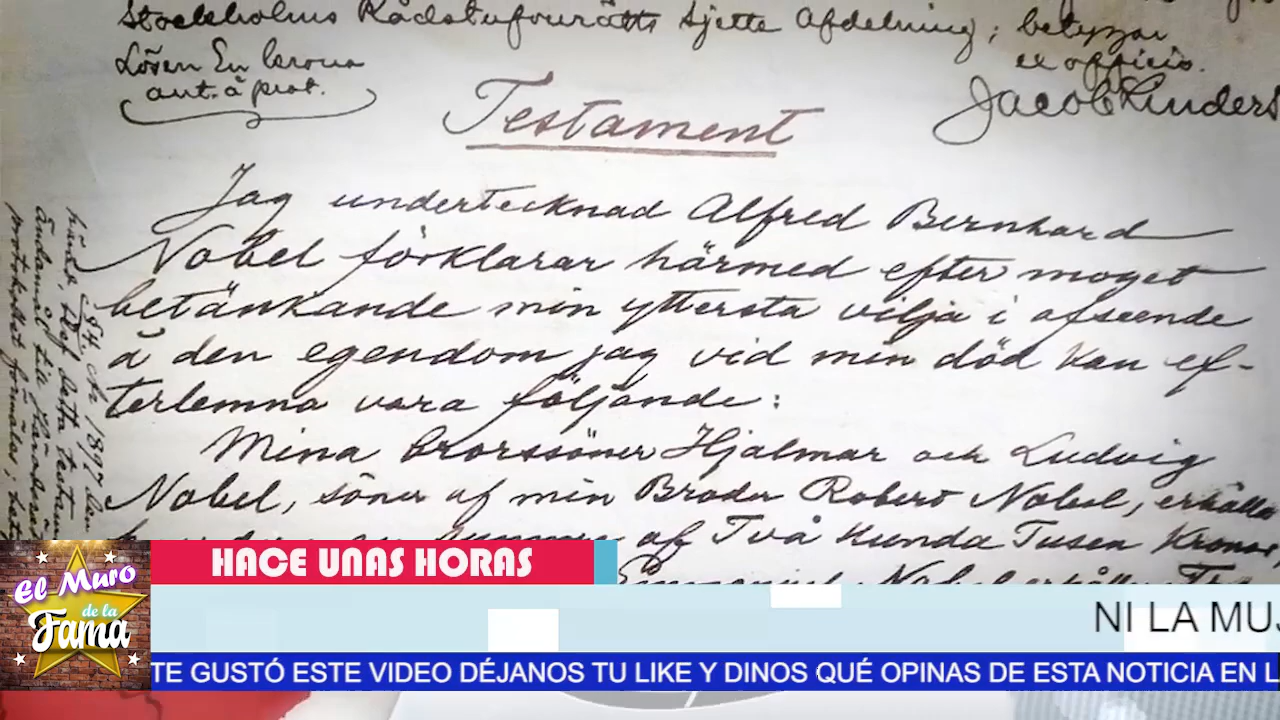 Stockholms Rådstufvurätts sjette Afdelning; betygar
Lösen En krona
ex officio.
ant. å prot.
Jacob Linders
Testament
Jag undertecknad Alfred Bernhard
Nobel förklarar härmed efter moget
betänkande min yttersta vilja i afseende
å den egendom jag vid min död kan ef-
terlemna vara följande:
Mina Brorssöner Hjalmar och Ludvig
Nobel, söner af min Broder Robert Nobel, erhålla
af Två Hundra Tusen Kronor,
Emmanuel Nobel erhåller
HACE UNAS HORAS
El Muro
de la
Fama
NI LA MUJ
TE GUSTÓ ESTE VIDEO DÉJANOS TU LIKE Y DINOS QUÉ OPINAS DE ESTA NOTICIA EN L